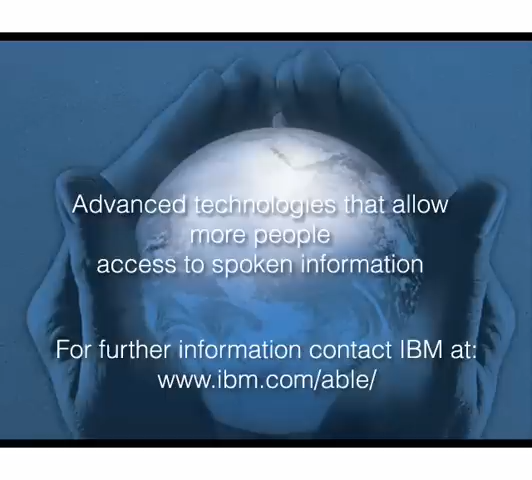 Advanced technologies that allow
more people
access to spoken information
For further information contact IBM at:
www.ibm.com/able/